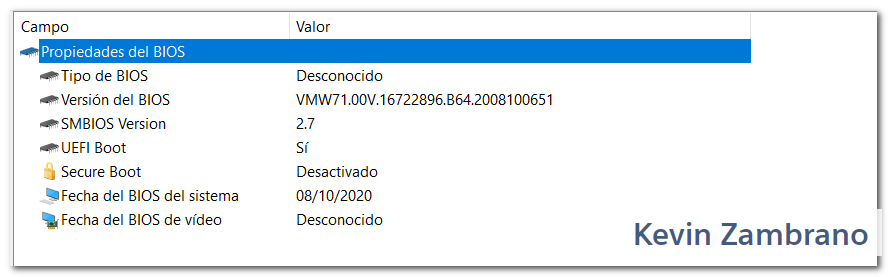 Campo Valor
Propiedades del BIOS
Tipo de BIOS Desconocido
Versión del BIOS VMW71.00V.16722896.B64.2008100651
SMBIOS Version 2.7
UEFI Boot Sí
Secure Boot Desactivado
Fecha del BIOS del sistema 08/10/2020
Fecha del BIOS de vídeo Desconocido
Kevin Zambrano